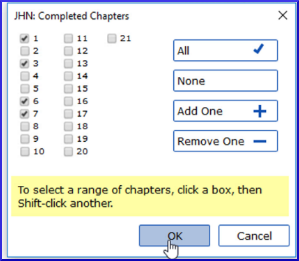 JHN: Completed Chapters
1 11 21
2 12
3 13
4 14
5 15
6 16
7 17
8 18
9 19
10 20
All
None
Add One
Remove One
To select a range of chapters, click a box, then
Shift-click another.
OK Cancel